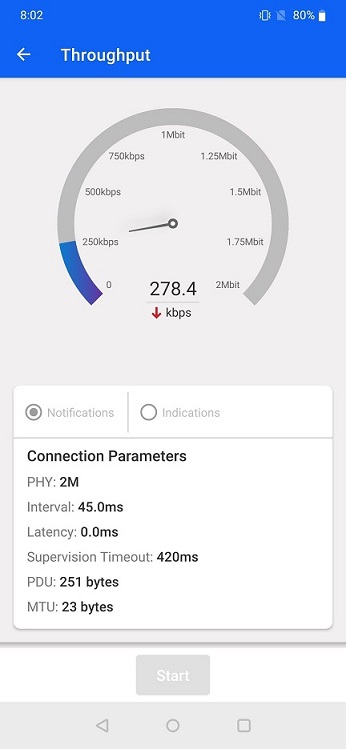 8:02
80%
Throughput
1Mbit
750kbps
1.25Mbit
500kbps
1.5Mbit
250kbps
1.75Mbit
0
278.4
2Mbit
kbps
Notifications
Indications
Connection Parameters
PHY: 2M
Interval: 45.0ms
Latency: 0.0ms
Supervision Timeout: 420ms
PDU: 251 bytes
MTU: 23 bytes
Start